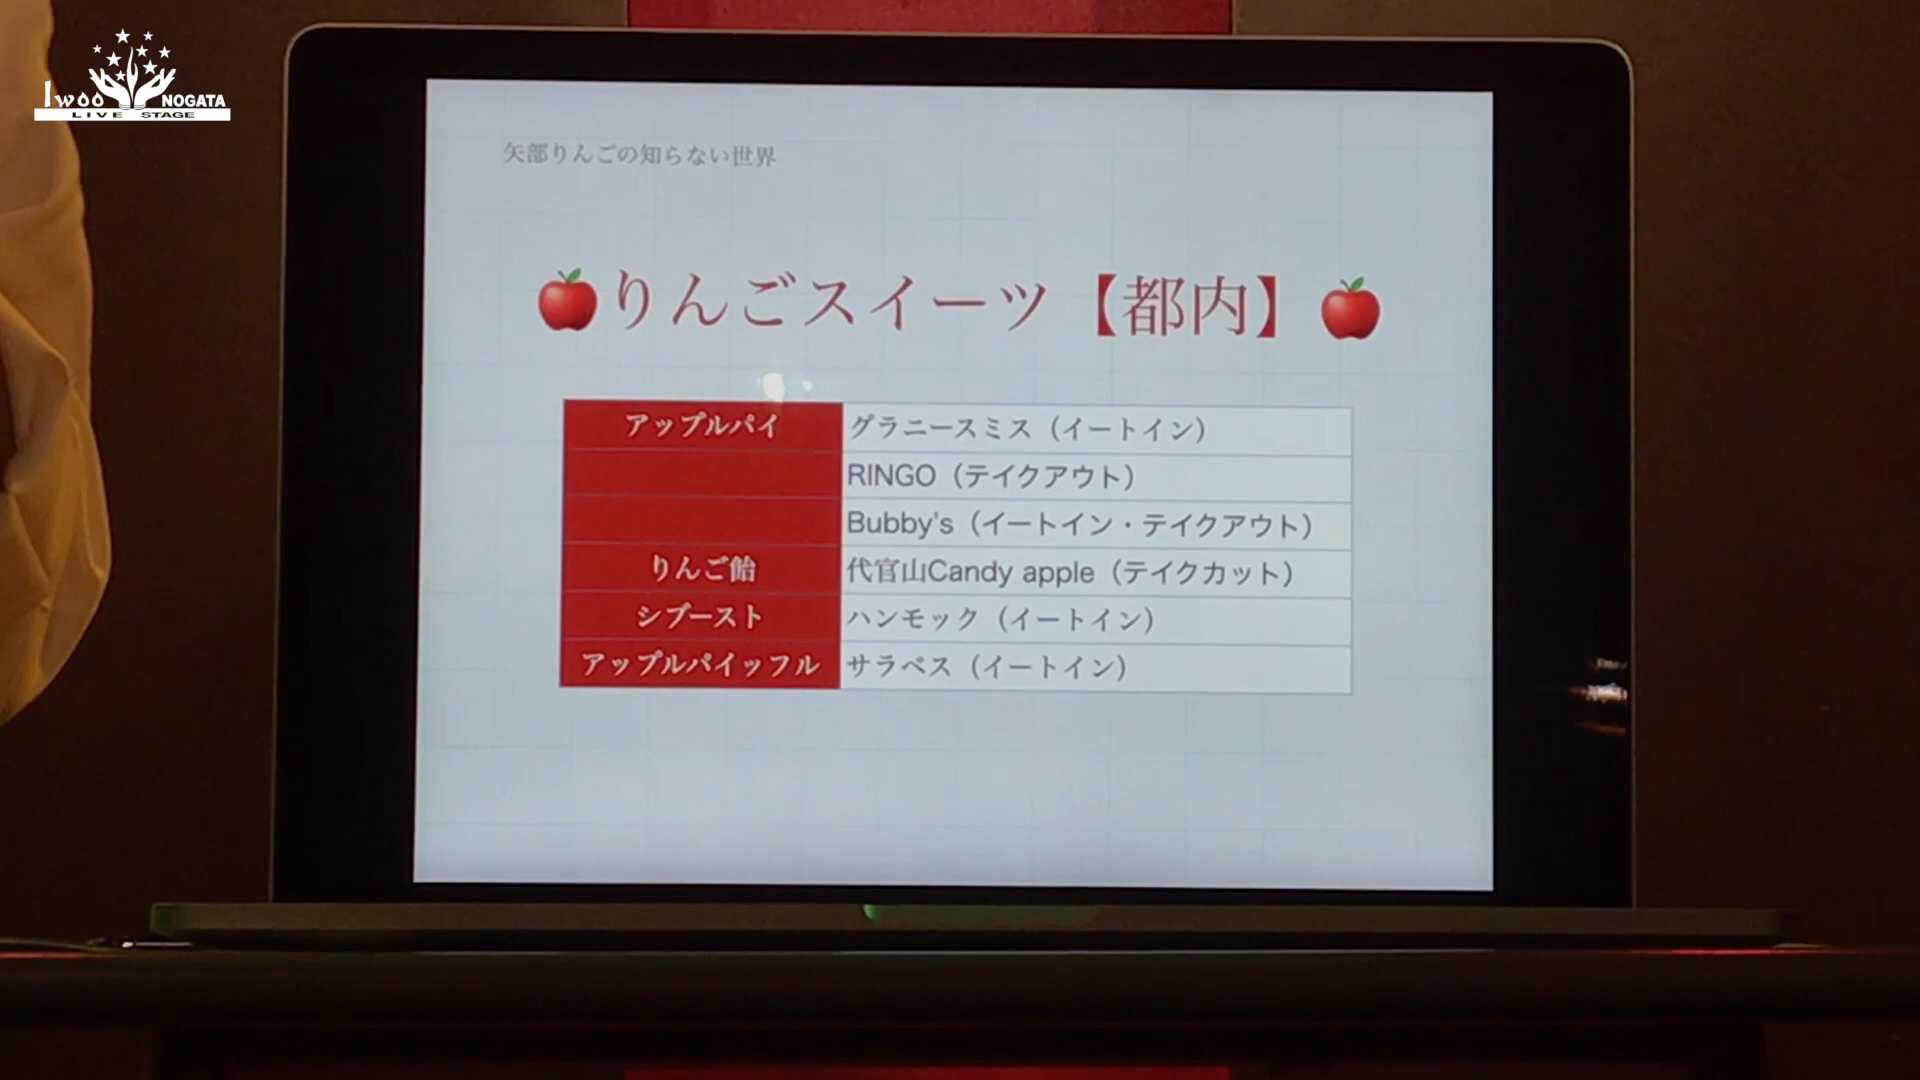 Iwoo NOGATA
LIVE STAGE
矢部りんごの知らない世界
🍎りんごスイーツ【都内】🍎
アップルパイ グラニースミス（イートイン）
RINGO（テイクアウト）
Bubby's（イートイン・テイクアウト）
りんご飴 代官山Candy apple（テイクカット）
シブースト ハンモック（イートイン）
アップルパイッフル サラベス（イートイン）